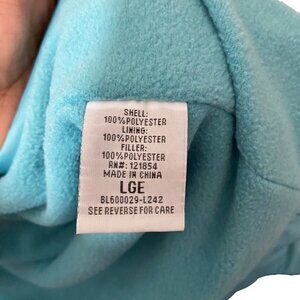 SHELL:
100%POLYESTER
LINING:
100%POLYESTER
FILLER:
100%POLYESTER
RN#: 121854
MADE IN CHINA
LGE
BL600029-L242
SEE REVERSE FOR CARE